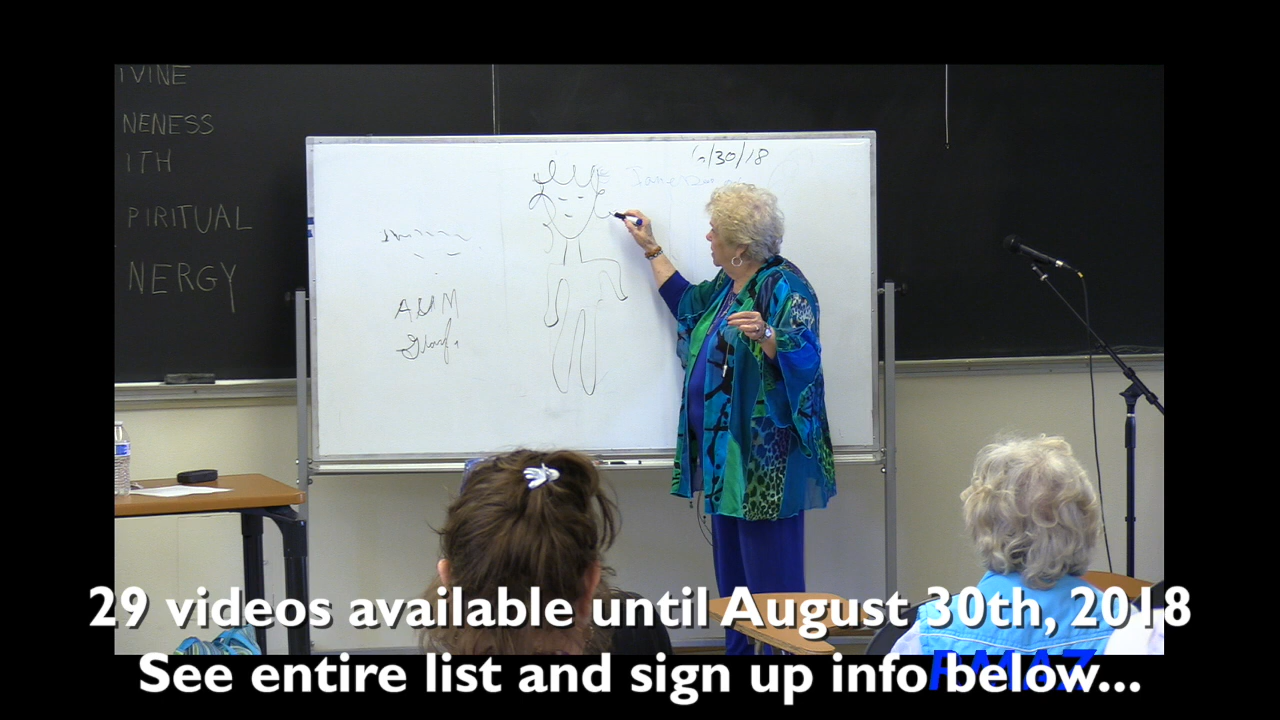 IVINE
NENESS
ITH
PIRITUAL
NERGY
6/30/18
29 videos available until August 30th, 2018
See entire list and sign up info below...